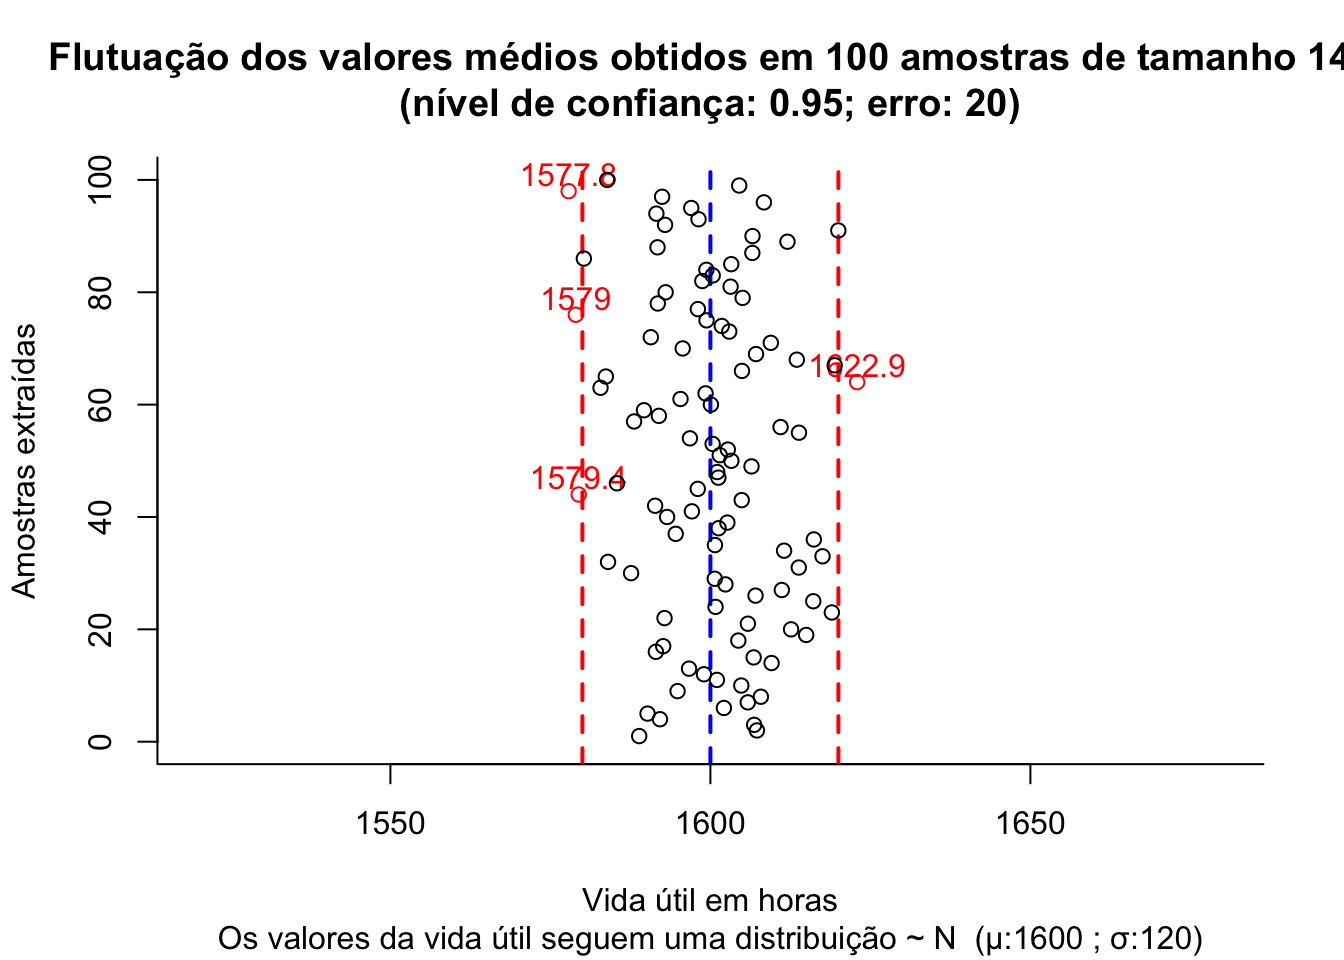 Flutuação dos valores médios obtidos em 100 amostras de tamanho 14
(nível de confiança: 0.95; erro: 20)
Amostras extraídas
100
80
60
40
20
0
1577.8
1579
1622.9
1579.4
1550
1600
1650
Vida útil em horas
Os valores da vida útil seguem uma distribuição ~ N (μ:1600 ; σ:120)